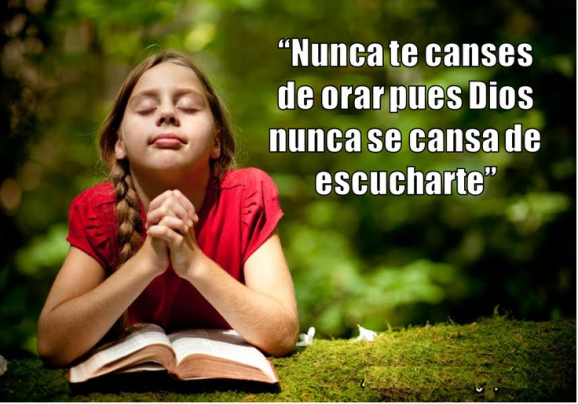 “Nunca te canses
de orar pues Dios
nunca se cansa de
escucharte”